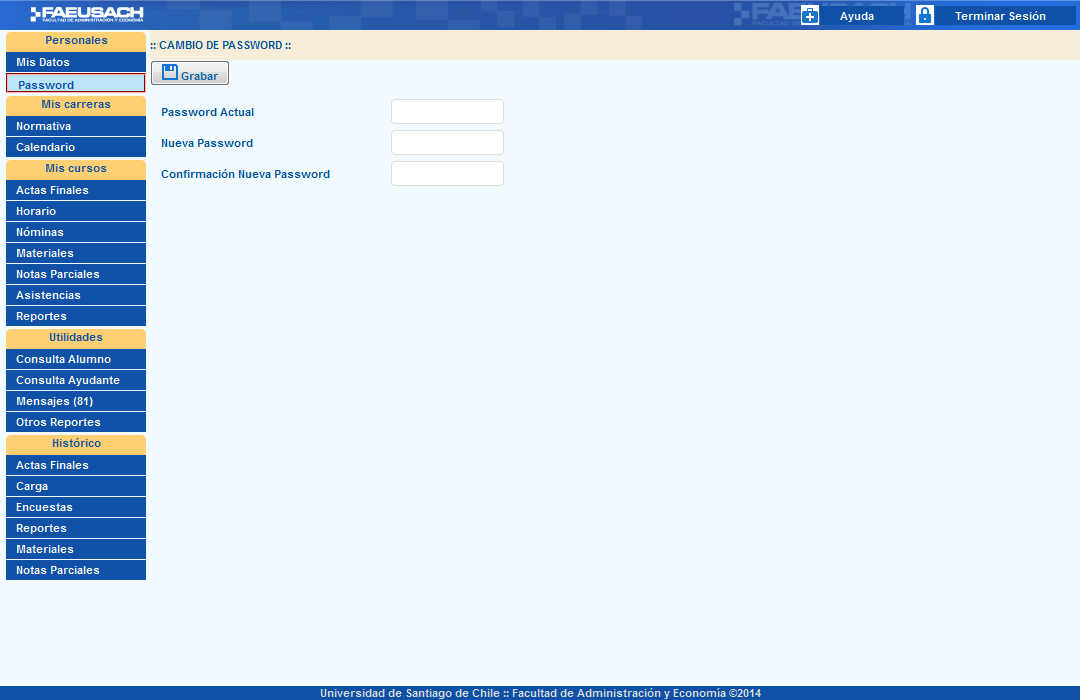 FAEUSACH
FACULTAD DE ADMINISTRACIÓN Y ECONOMÍA
Ayuda
Terminar Sesión
Personales
Mis Datos
Password
Mis carreras
Normativa
Calendario
Mis cursos
Actas Finales
Horario
Nóminas
Materiales
Notas Parciales
Asistencias
Reportes
Utilidades
Consulta Alumno
Consulta Ayudante
Mensajes (81)
Otros Reportes
Histórico
Actas Finales
Carga
Encuestas
Reportes
Materiales
Notas Parciales
:: CAMBIO DE PASSWORD ::
Grabar
Password Actual
Nueva Password
Confirmación Nueva Password
Universidad de Santiago de Chile :: Facultad de Administración y Economía ©2014